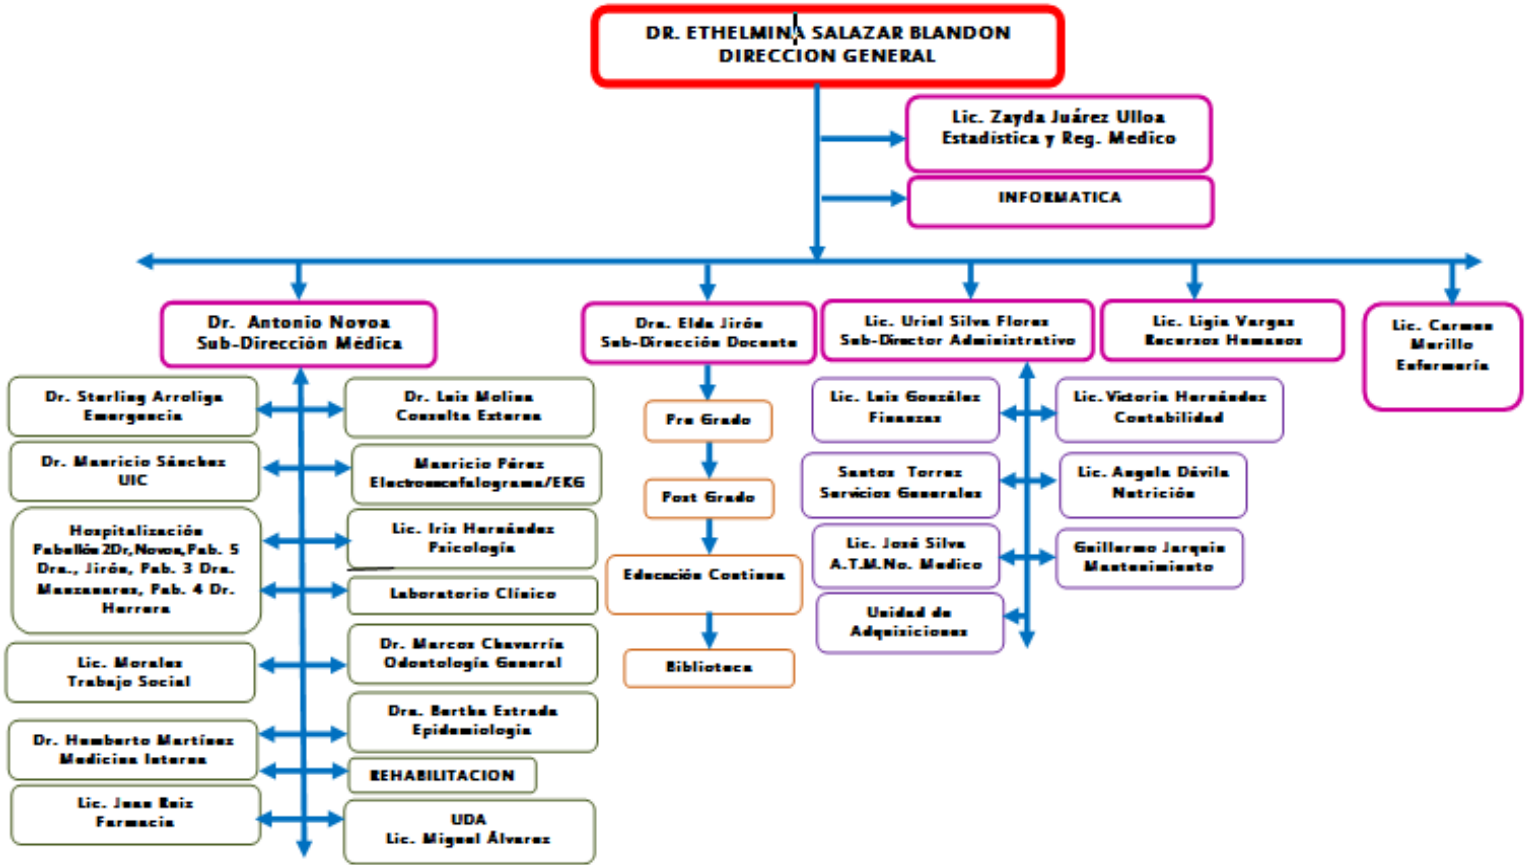 DR. ETHELMINA SALAZAR BLANDON
DIRECCION GENERAL
Lic. Zayda Juárez Ulloa
Estadistica y Reg. Medico
INFORMATICA
Dr. Antonio Novoa
Sub-Dirección Médica
Dra. Elda Jirón
Sub-Dirección Docente
Lic. Uriel Silva Flores
Sub-Director Administrativo
Lic. Ligia Vargas
Recursos Humanos
Lic. Carmen
Murillo
Enfermería
Dr. Sterling Arroliga
Emergencia
Dr. Luis Molina
Consulta Externa
Dr. Mauricio Sánchez
UIC
Mauricio Pérez
Electroencefalograma/EKG
Hospitalización
Pabellón 2Dr,Novoa,Pab. 5
Dra., Jirón, Pab. 3 Dra.
Manzanares, Pab. 4 Dr.
Herrera
Lic. Iris Hernández
Psicología
Laboratorio Clínico
Lic. Morales
Trabajo Social
Dr. Marcos Chavarría
Odontología General
Dra. Bertha Estrada
Epidemiologia
Dr. Humberto Martínez
Medicina Interna
REHABILITACION
Lic. Juan Ruiz
Farmacia
UDA
Lic. Miguel Álvarez
Pre Grado
Post Grado
Educación Continua
Biblioteca
Lic. Luis González
Finanzas
Lic. Victoria Hernández
Contabilidad
Santos Torrez
Servicios Generales
Lic. Angela Dávila
Nutrición
Lic. José Silva
A.T.M.No. Medico
Guillermo Jarquin
Mantenimiento
Unidad de
Adquisiciones